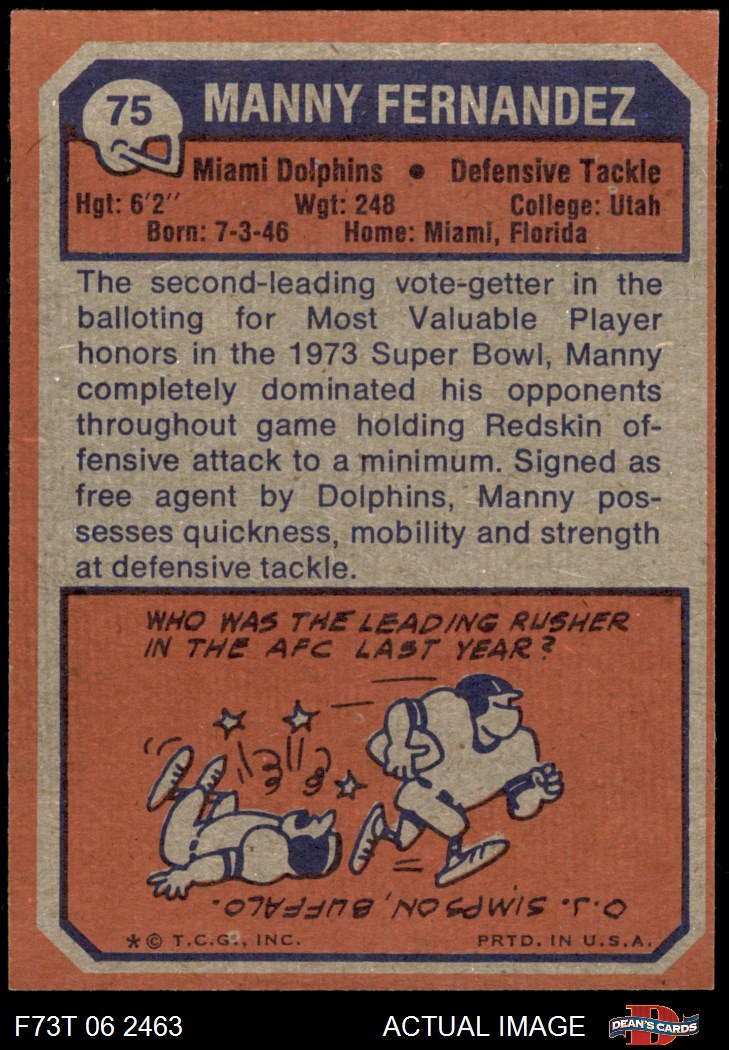 75
MANNY FERNANDEZ
Miami Dolphins • Defensive Tackle
Hgt: 6'2" Wgt: 248 College: Utah
Born: 7-3-46 Home: Miami, Florida
The second-leading vote-getter in the
balloting for Most Valuable Player
honors in the 1973 Super Bowl, Manny
completely dominated his opponents
throughout game holding Redskin of-
fensive attack to a minimum. Signed as
free agent by Dolphins, Manny pos-
sesses quickness, mobility and strength
at defensive tackle.
WHO WAS THE LEADING RUSHER
IN THE AFC LAST YEAR?
O.J. SIMPSON, BUFFALO.
*© T.C.G., INC. PRTD. IN U.S.A.
F73T 06 2463 ACTUAL IMAGE DEAN'S CARDS